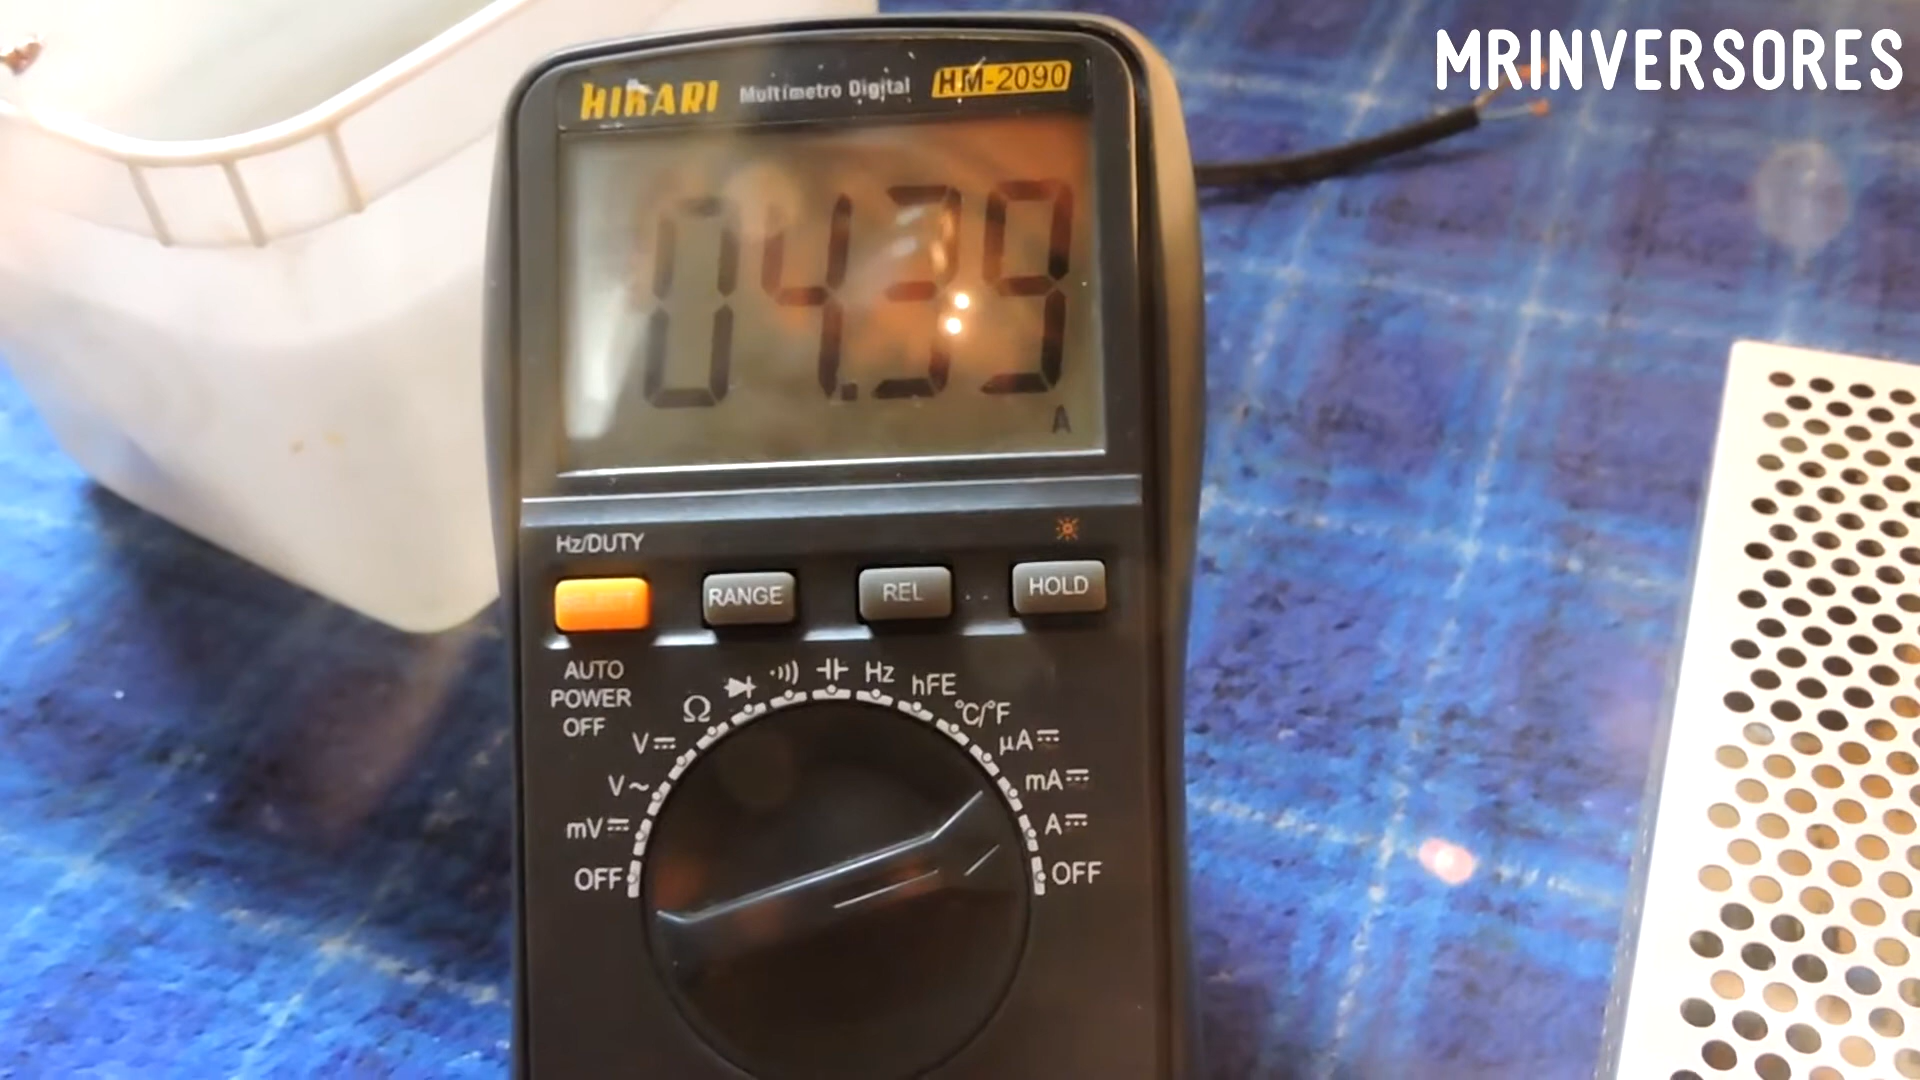 MRINVERSORES
HIKARI Multímetro Digital HM-2090
04.39
A
Hz/DUTY
RANGE REL HOLD
AUTO
POWER
OFF
Hz
hFE
Ω
°C/°F
V⎓
µA⎓
V~
mA⎓
mV⎓
A⎓
OFF
OFF